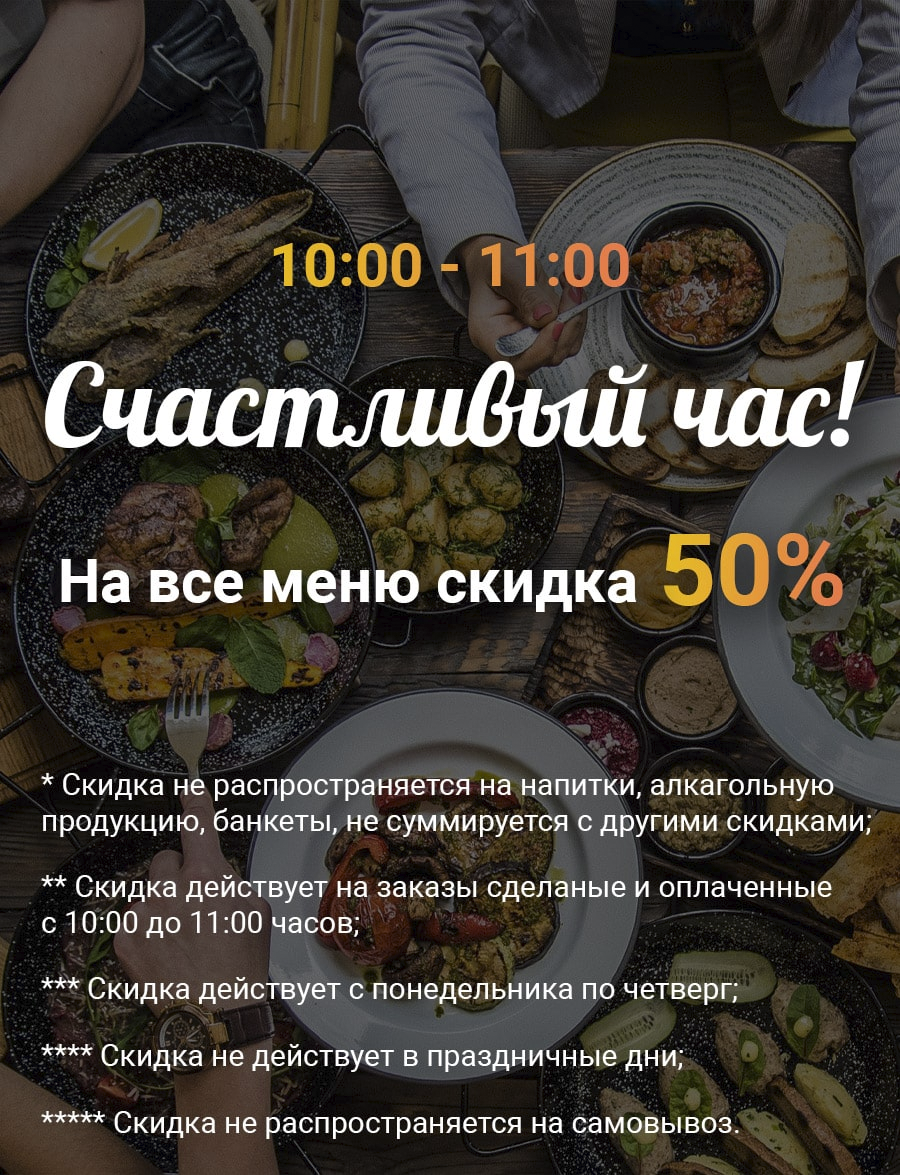 10:00 - 11:00
Счастливый час!
На все меню скидка 50%
* Скидка не распространяется на напитки, алкагольную
продукцию, банкеты, не суммируется с другими скидками;
** Скидка действует на заказы сделаные и оплаченные
с 10:00 до 11:00 часов;
*** Скидка действует с понедельника по четверг;
**** Скидка не действует в праздничные дни;
***** Скидка не распространяется на самовывоз.